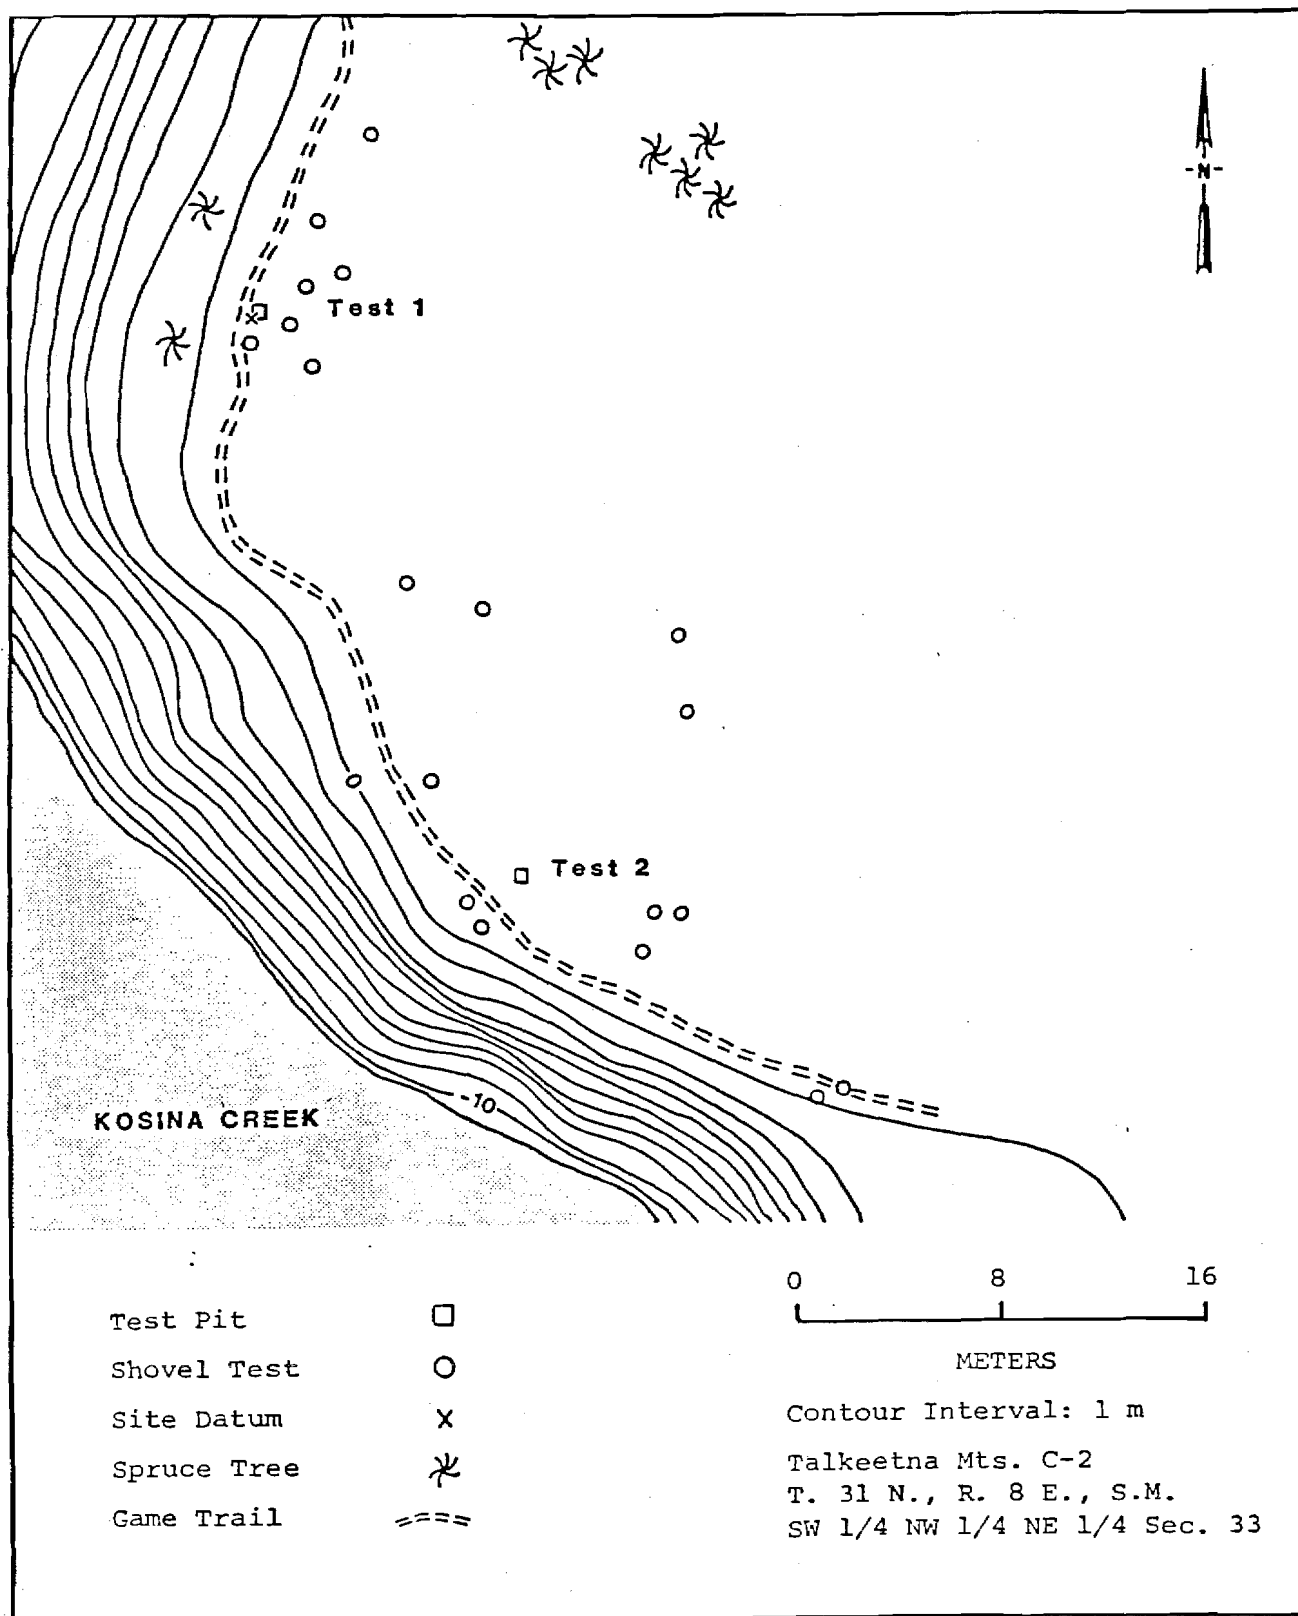 -N-
Test 1
0
Test 2
-10
KOSINA CREEK
0 8 16
METERS
Test Pit
Shovel Test
Site Datum
Spruce Tree
Game Trail
Contour Interval: 1 m
Talkeetna Mts. C-2
T. 31 N., R. 8 E., S.M.
SW 1/4 NW 1/4 NE 1/4 Sec. 33